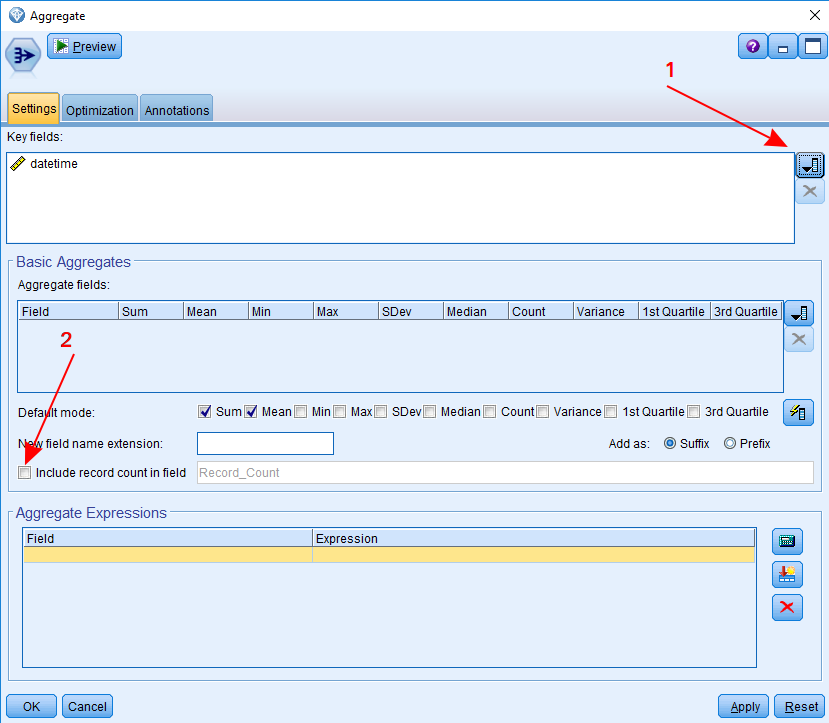 Aggregate
Preview
?
1
Settings Optimization Annotations
Key fields:
datetime
Basic Aggregates
Aggregate fields:
Field Sum Mean Min Max SDev Median Count Variance 1st Quartile 3rd Quartile
2
Default mode: Sum Mean Min Max SDev Median Count Variance 1st Quartile 3rd Quartile
New field name extension: Add as: Suffix Prefix
Include record count in field Record_Count
Aggregate Expressions
Field Expression
OK Cancel Apply Reset